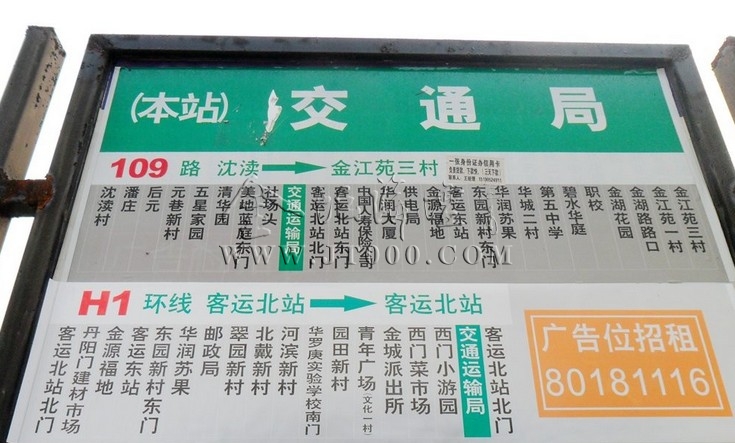 (本站) 交通局
109 路 沈渎 → 金江苑三村
沈渎村
潘庄
后元
元巷新村
五星家园
清华园
美地蓝庭东门
社场头
交通运输局
客运北站北门
客运北站东门
中国人寿保险公司
华润大厦
供电局
金源福地
客运东站
东园新村东门
华润苏果
华城二村
第五中学
碧水华庭
职校
金湖花园
金湖路路口
金江苑一村
金江苑三村
H1 环线 客运北站 → 客运北站
客运北站北门
丹阳门建材市场
金源福地
客运东站
东园新村东门
华润苏果
邮政局
翠园新村
北戴新村
河滨新村
华罗庚实验学校南门
园田新村
青年广场(文化一村)
金城派出所
西门菜市场
西门小游园
交通运输局
客运北站北门
广告位招租
80181116